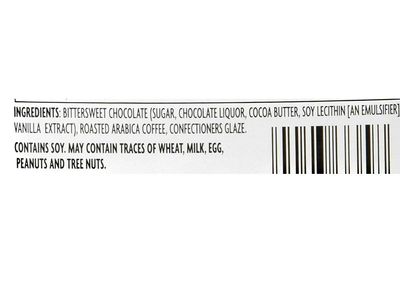 INGREDIENTS: BITTERSWEET CHOCOLATE (SUGAR, CHOCOLATE LIQUOR, COCOA BUTTER, SOY LECITHIN [AN EMULSIFIER]
VANILLA EXTRACT), ROASTED ARABICA COFFEE, CONFECTIONERS GLAZE.
CONTAINS SOY. MAY CONTAIN TRACES OF WHEAT, MILK, EGG,
PEANUTS AND TREE NUTS.